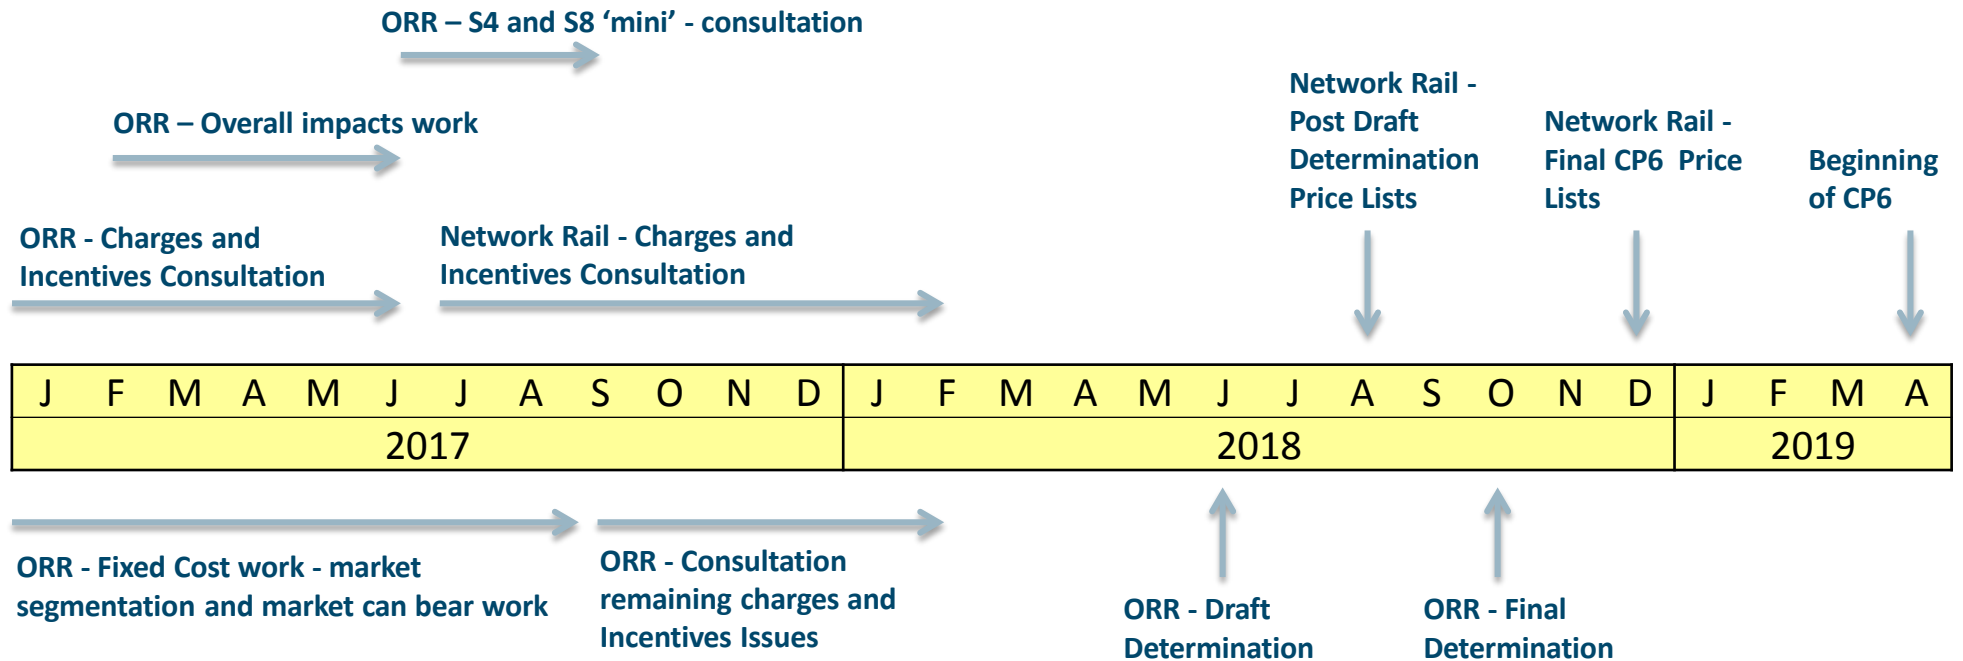 ORR – S4 and S8 ‘mini’ - consultation
ORR – Overall impacts work
ORR - Charges and
Incentives Consultation
Network Rail - Charges and
Incentives Consultation
Network Rail -
Post Draft
Determination
Price Lists
Network Rail -
Final CP6 Price
Lists
Beginning
of CP6
J F M A M J J A S O N D J F M A M J J A S O N D J F M A
2017 2018 2019
ORR - Fixed Cost work - market
segmentation and market can bear work
ORR - Consultation
remaining charges and
Incentives Issues
ORR - Draft
Determination
ORR - Final
Determination